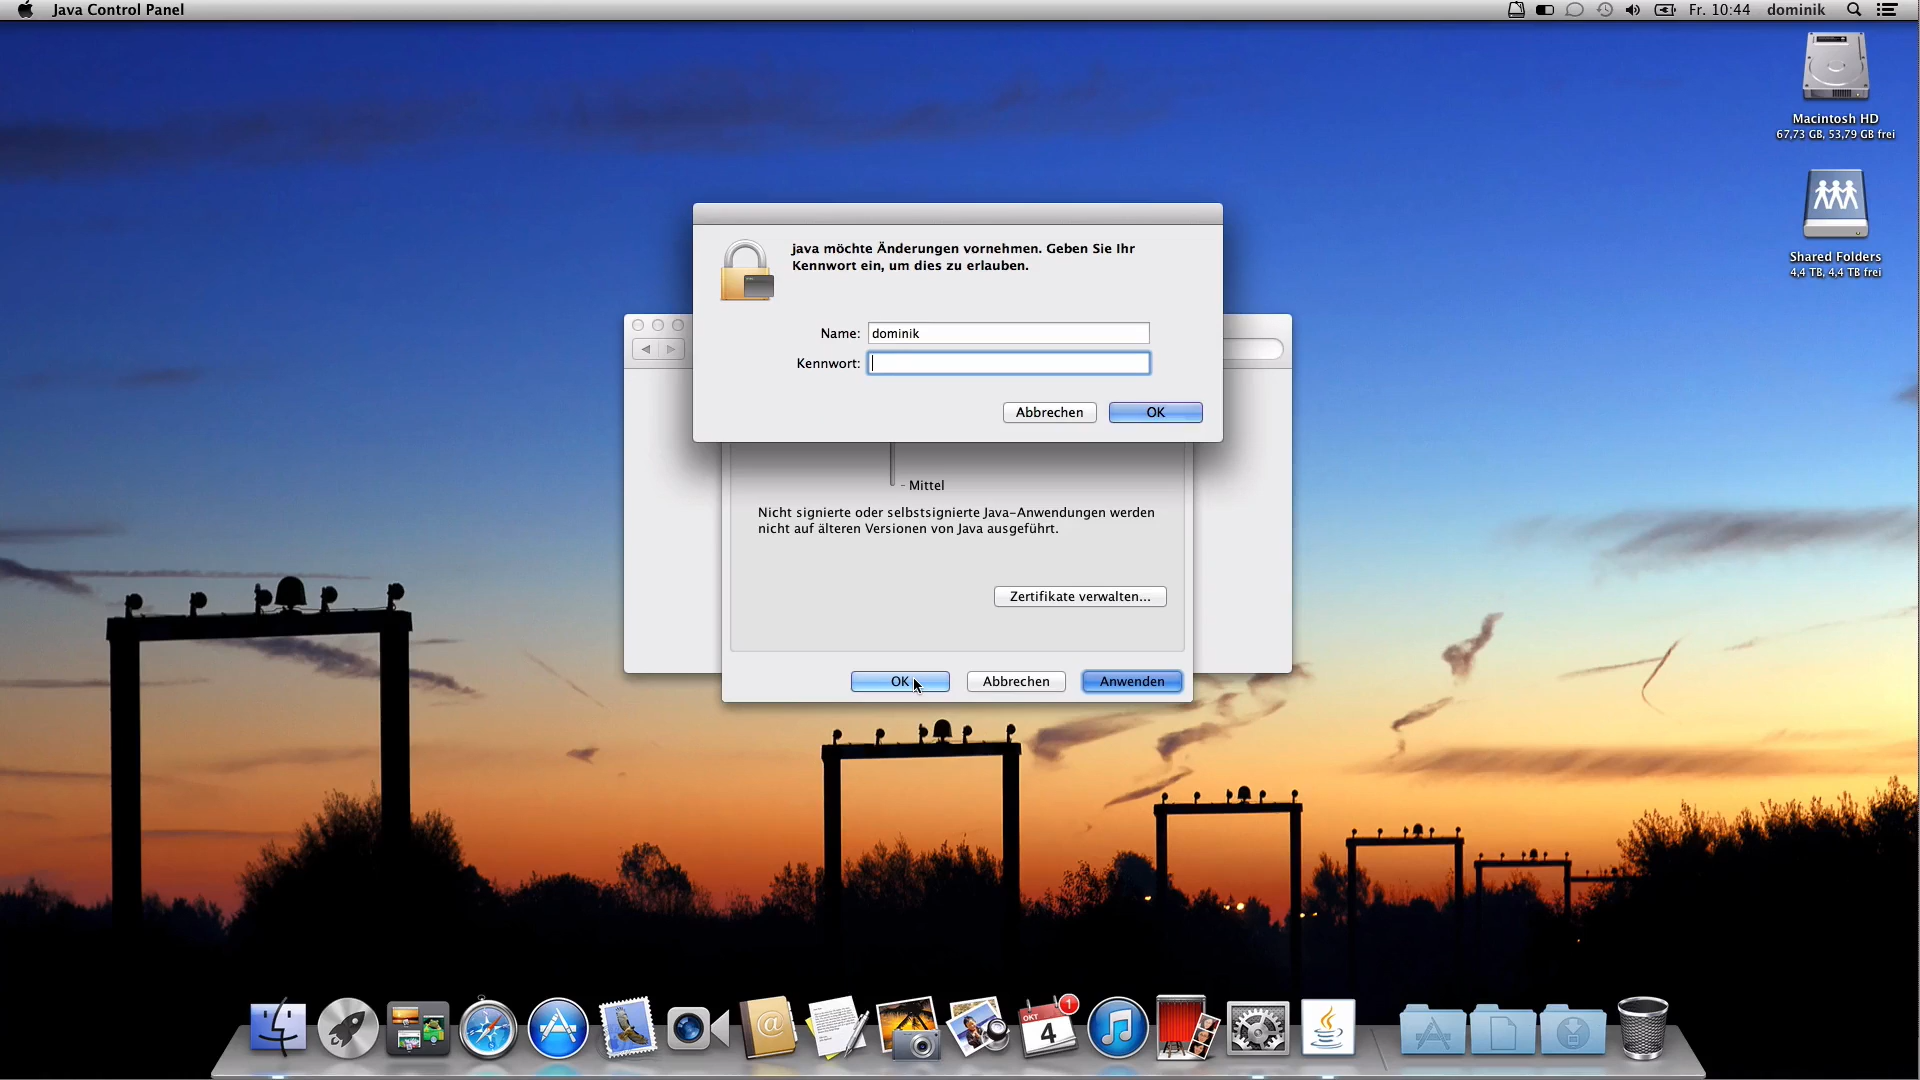 Java Control Panel
Fr. 10:44 dominik
Macintosh HD
67,73 GB, 53,79 GB frei
Shared Folders
4,4 TB, 4,4 TB frei
java möchte Änderungen vornehmen. Geben Sie Ihr
Kennwort ein, um dies zu erlauben.
Name: dominik
Kennwort:
Abbrechen OK
- Mittel
Nicht signierte oder selbstsignierte Java-Anwendungen werden
nicht auf älteren Versionen von Java ausgeführt.
Zertifikate verwalten...
OK Abbrechen Anwenden
OKT
4
1